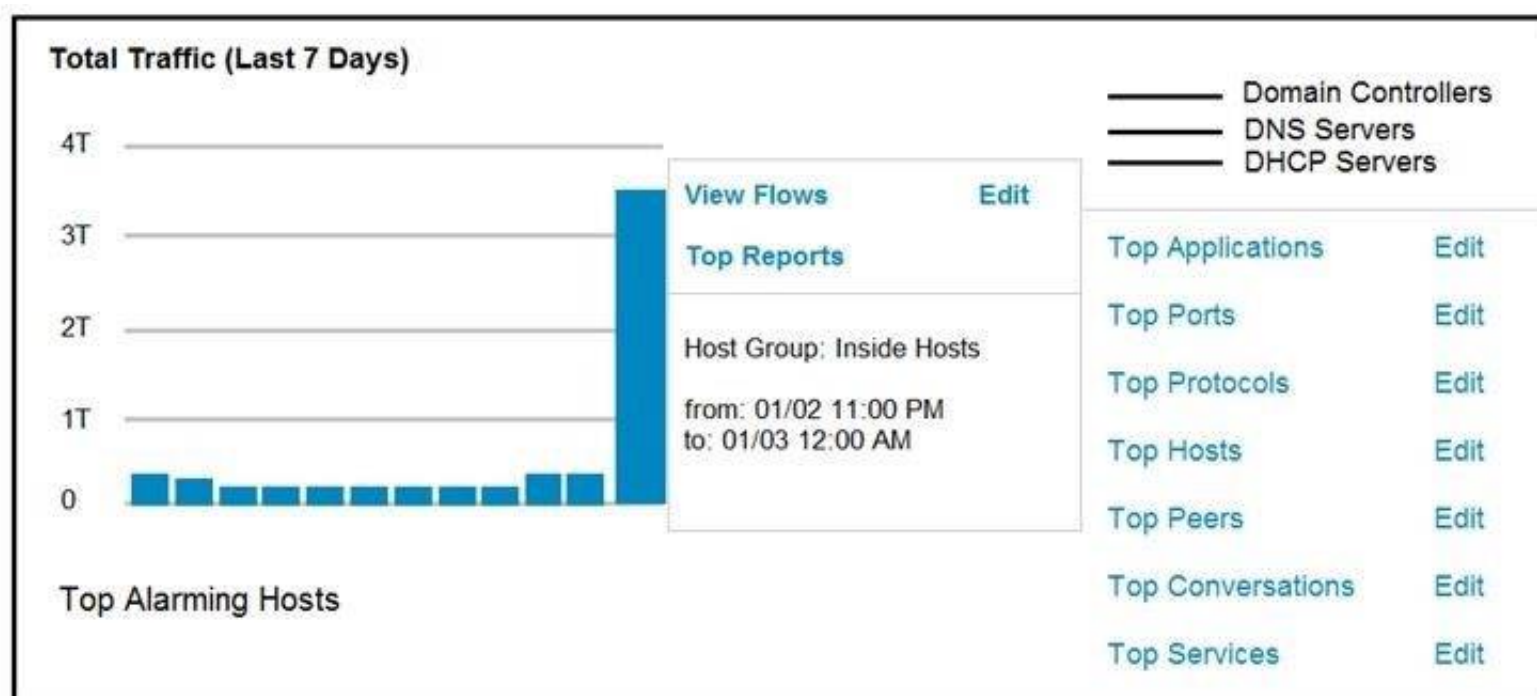 Total Traffic (Last 7 Days)
4T
3T
2T
1T
0
View Flows Edit
Top Reports
Host Group: Inside Hosts
from: 01/02 11:00 PM
to: 01/03 12:00 AM
Top Alarming Hosts
Domain Controllers
DNS Servers
DHCP Servers
Top Applications Edit
Top Ports Edit
Top Protocols Edit
Top Hosts Edit
Top Peers Edit
Top Conversations Edit
Top Services Edit